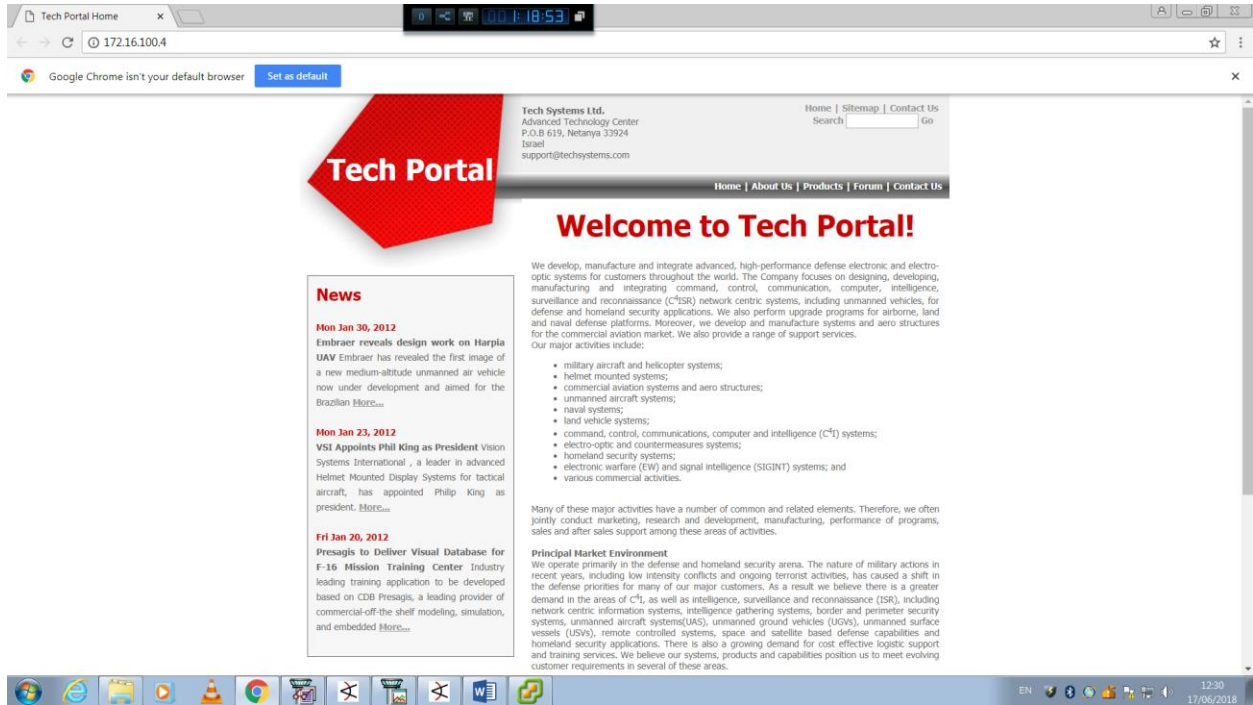 Tech Portal Home
1:18:53
172.16.100.4
Google Chrome isn't your default browser
Set as default
Tech Portal
Tech Systems Ltd.
Advanced Technology Center
P.O.B 619, Netanya 33924
Israel
support@techsystems.com
Home | Sitemap | Contact Us
Search Go
Home | About Us | Products | Forum | Contact Us
News
Mon Jan 30, 2012
Embraer reveals design work on Harpia
UAV Embraer has revealed the first image of
a new medium-altitude unmanned air vehicle
now under development and aimed for the
Brazilian More...
Mon Jan 23, 2012
VSI Appoints Phil King as President Vision
Systems International , a leader in advanced
Helmet Mounted Display Systems for tactical
aircraft, has appointed Philip King as
president. More...
Fri Jan 20, 2012
Presagis to Deliver Visual Database for
F-16 Mission Training Center Industry
leading training application to be developed
based on CDB Presagis, a leading provider of
commercial-off-the shelf modeling, simulation,
and embedded More...
Welcome to Tech Portal!
We develop, manufacture and integrate advanced, high-performance defense electronic and electro-
optic systems for customers throughout the world. The Company focuses on designing, developing,
manufacturing and integrating command, control, communication, computer, intelligence,
surveillance and reconnaissance (C⁴ISR) network centric systems, including unmanned vehicles, for
defense and homeland security applications. We also perform upgrade programs for airborne, land
and naval defense platforms. Moreover, we develop and manufacture systems and aero structures
for the commercial aviation market. We also provide a range of support services.
Our major activities include:
• military aircraft and helicopter systems;
• helmet mounted systems;
• commercial aviation systems and aero structures;
• unmanned aircraft systems;
• naval systems;
• land vehicle systems;
• command, control, communications, computer and intelligence (C⁴I) systems;
• electro-optic and countermeasures systems;
• homeland security systems;
• electronic warfare (EW) and signal intelligence (SIGINT) systems; and
• various commercial activities.
Many of these major activities have a number of common and related elements. Therefore, we often
jointly conduct marketing, research and development, manufacturing, performance of programs,
sales and after sales support among these areas of activities.
Principal Market Environment
We operate primarily in the defense and homeland security arena. The nature of military actions in
recent years, including low intensity conflicts and ongoing terrorist activities, has caused a shift in
the defense priorities for many of our major customers. As a result we believe there is a greater
demand in the areas of C⁴I, as well as intelligence, surveillance and reconnaissance (ISR), including
network centric information systems, intelligence gathering systems, border and perimeter security
systems, unmanned aircraft systems(UAS), unmanned ground vehicles (UGVs), unmanned surface
vessels (USVs), remote controlled systems, space and satellite based defense capabilities and
homeland security applications. There is also a growing demand for cost effective logistic support
and training services. We believe our systems, products and capabilities position us to meet evolving
customer requirements in several of these areas.
EN
12:30
17/06/2018